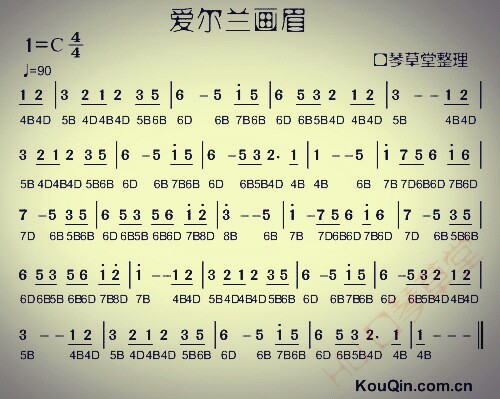 爱尔兰画眉
1=C 4/4
♩=90
口琴草堂整理
1 2 | 3 2 1 2 3 5 | 6 - 5 i 5 | 6 5 3 2 1 2 | 3 - - 1 2 |
4B4D 5B 4D4B4D 5B6B 6D 6B 7B6B 6D 6B5B4D 4B4D 5B 4B4D
3 2 1 2 3 5 | 6 - 5 i 5 | 6 - 5 3 2· 1 | 1 - - 5 | i 7 5 6 i 6 |
5B 4D4B4D 5B6B 6D 6B 7B6B 6D 6B5B4D 4B 4B 6B 7B 7D6B6D 7B6D
7 - 5 3 5 | 6 5 3 5 6 i 2̇ | 3̇ - - 5 | i - 7 5 6 i 6 | 7 - 5 3 5 |
7D 6B 5B6B 6D 6B5B 6B6D 7B8D 8B 6B 7B 7D6B6D 7B6D 7D 6B 5B6B
6 5 3 5 6 i 2̇ | i - - 1 2 | 3 2 1 2 3 5 | 6 - 5 i 5 | 6 5 3 2 1 2 |
6D6B5B 6B6D 7B8D 7B 4B4D 5B4D4B4D 5B6B 6D 6B 7B6B 6D 6B5B4D 4B4D
3 - - 1 2 | 3 2 1 2 3 5 | 6 - 5 i 5 | 6 5 3 2· 1 | 1 - - - ‖
5B 4B4D 5B 4D4B4D 5B6B 6D 6B 7B6B 6D 6B5B4D 4B 4B
KouQin.com.cn